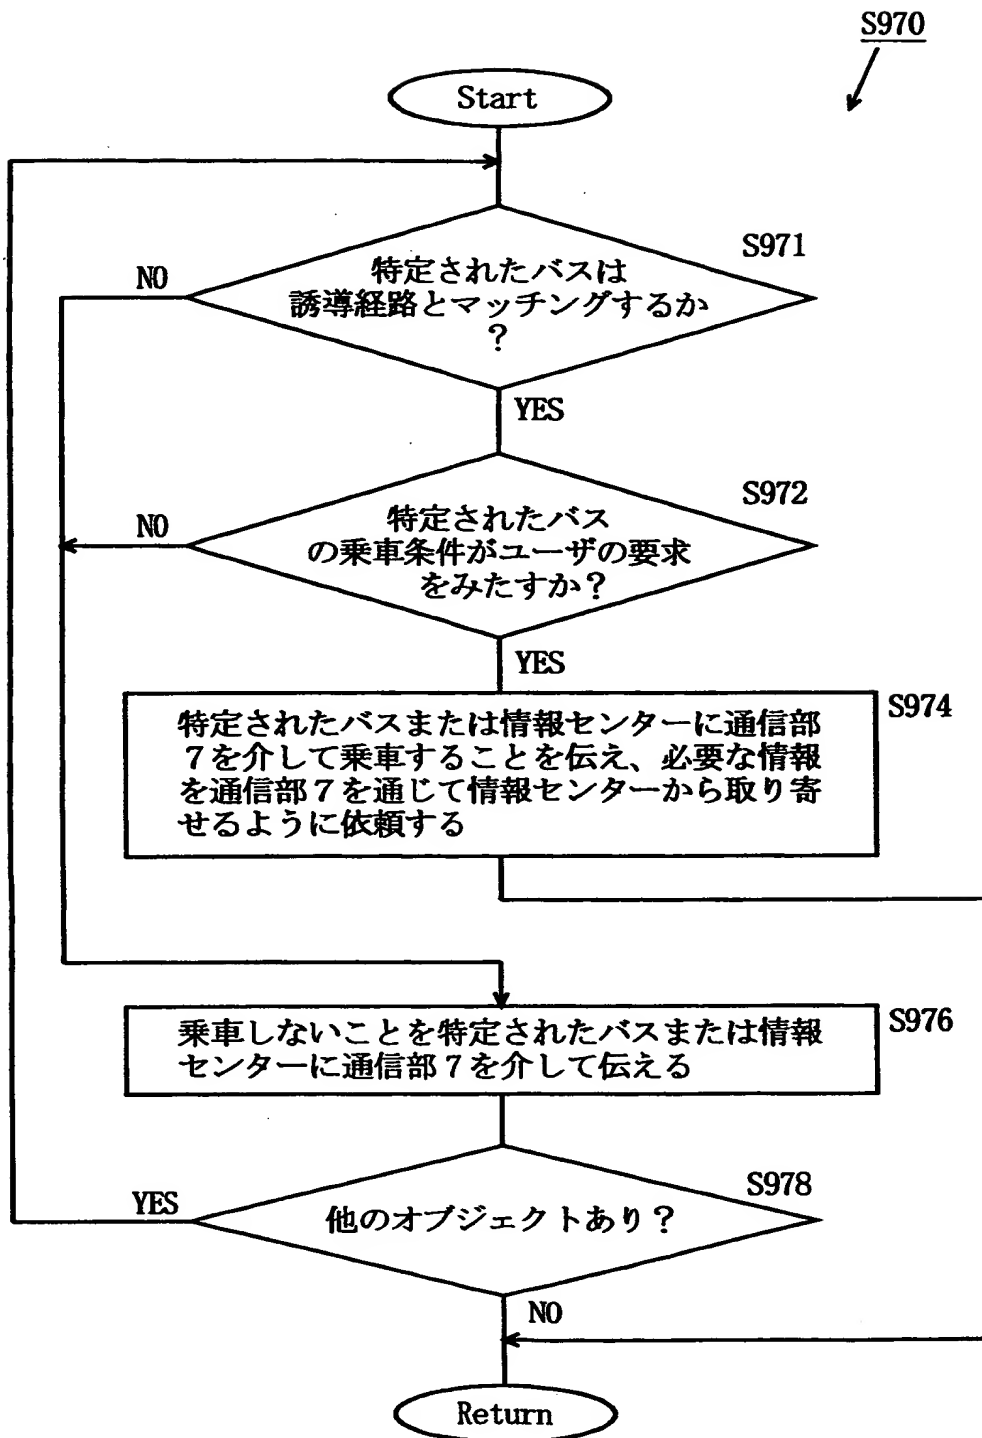 S970
Start
S971
特定されたバスは
誘導経路とマッチングするか
?
NO
YES
S972
特定されたバス
の乗車条件がユーザの要求
をみたすか?
NO
YES
S974
特定されたバスまたは情報センターに通信部
7を介して乗車することを伝え、必要な情報
を通信部7を通じて情報センターから取り寄
せるように依頼する
S976
乗車しないことを特定されたバスまたは情報
センターに通信部7を介して伝える
S978
他のオブジェクトあり?
YES
NO
Return